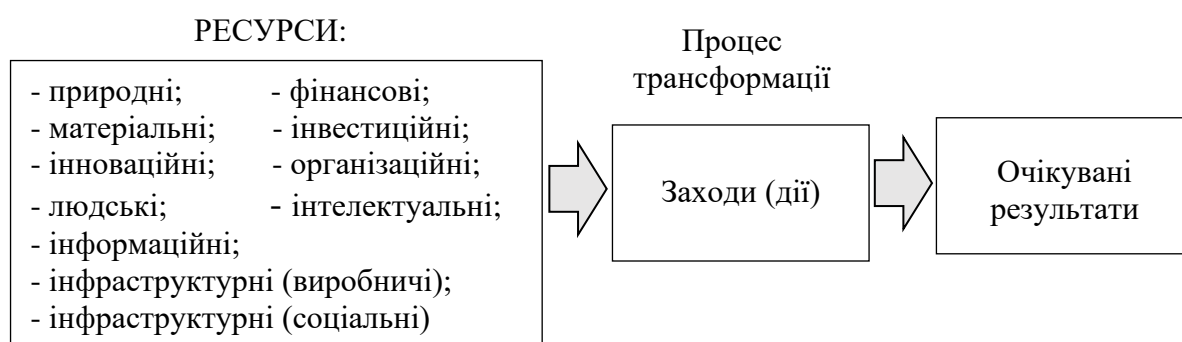 РЕСУРСИ:
- природні; - фінансові;
- матеріальні; - інвестиційні;
- інноваційні; - організаційні;
- людські; - інтелектуальні;
- інформаційні;
- інфраструктурні (виробничі);
- інфраструктурні (соціальні)
Процес
трансформації
Заходи (дії)
Очікувані
результати